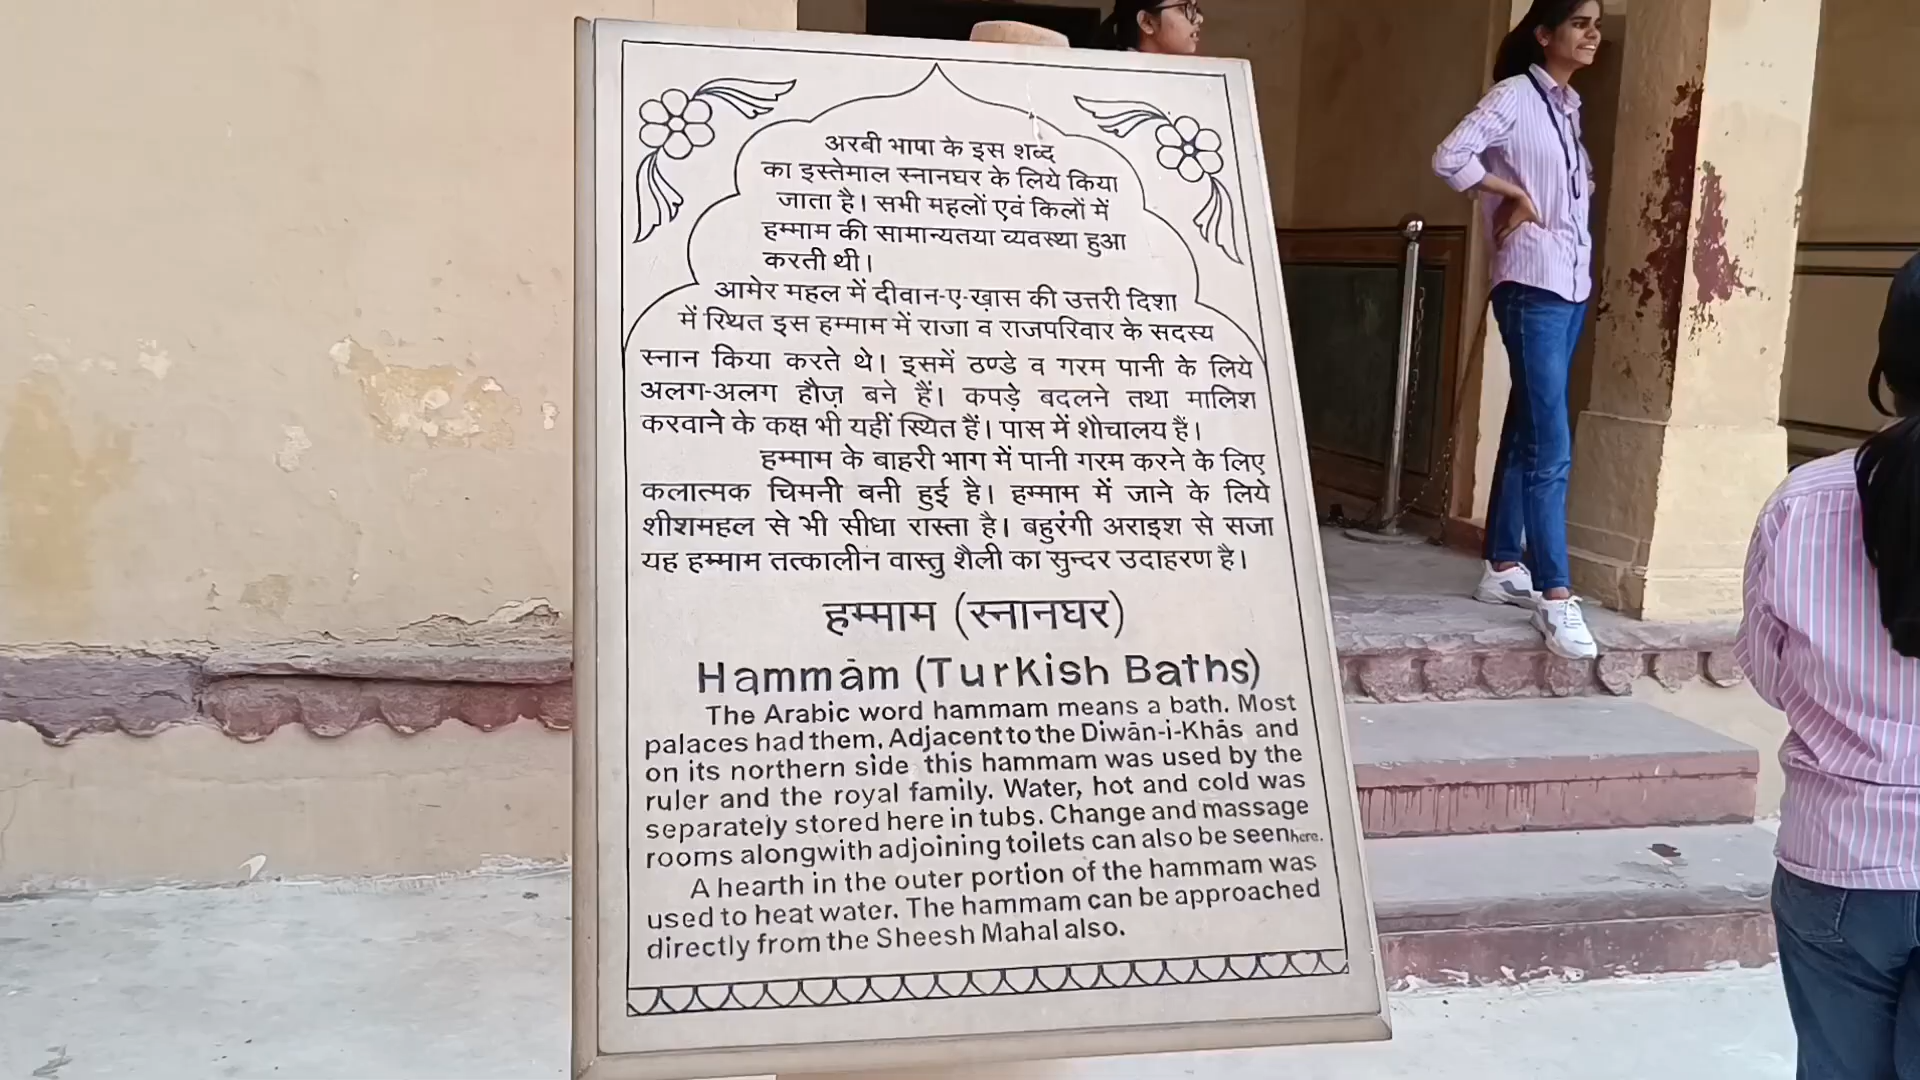 अरबी भाषा के इस शब्द
का इस्तेमाल स्नानघर के लिये किया
जाता है। सभी महलों एवं किलों में
हम्माम की सामान्यतया व्यवस्था हुआ
करती थी।
आमेर महल में दीवान-ए-ख़ास की उत्तरी दिशा
में स्थित इस हम्माम में राजा व राजपरिवार के सदस्य
स्नान किया करते थे। इसमें ठण्डे व गरम पानी के लिये
अलग-अलग हौज़ बने हैं। कपड़े बदलने तथा मालिश
करवाने के कक्ष भी यहीं स्थित हैं। पास में शौचालय हैं।
हम्माम के बाहरी भाग में पानी गरम करने के लिए
कलात्मक चिमनी बनी हुई है। हम्माम में जाने के लिये
शीशमहल से भी सीधा रास्ता है। बहुरंगी अराइश से सजा
यह हम्माम तत्कालीन वास्तु शैली का सुन्दर उदाहरण है।
हम्माम (स्नानघर)
Hammām (Turkish Baths)
The Arabic word hammam means a bath. Most
palaces had them. Adjacent to the Diwān-i-Khās and
on its northern side this hammam was used by the
ruler and the royal family. Water, hot and cold was
separately stored here in tubs. Change and massage
rooms alongwith adjoining toilets can also be seen here.
A hearth in the outer portion of the hammam was
used to heat water. The hammam can be approached
directly from the Sheesh Mahal also.